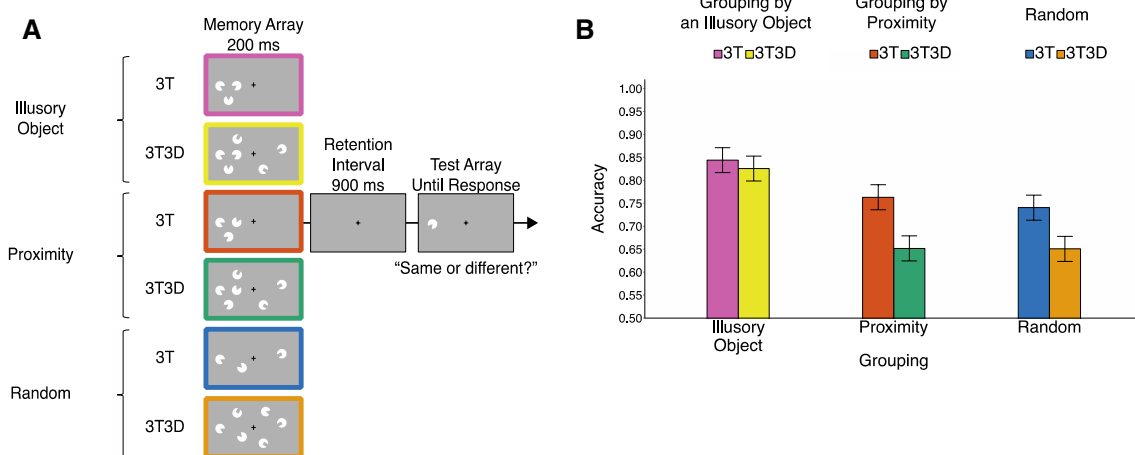 A
Memory Array
200 ms
Illusory
Object
3T
3T3D
Proximity
3T
3T3D
Random
3T
3T3D
Retention
Interval
900 ms
Test Array
Until Response
“Same or different?”
B
Grouping by
an Illusory Object
3T 3T3D
Grouping by
Proximity
3T 3T3D
Random
3T 3T3D
Accuracy
1.00
0.95
0.90
0.85
0.80
0.75
0.70
0.65
0.60
0.55
0.50
Illusory
Object
Proximity
Random
Grouping